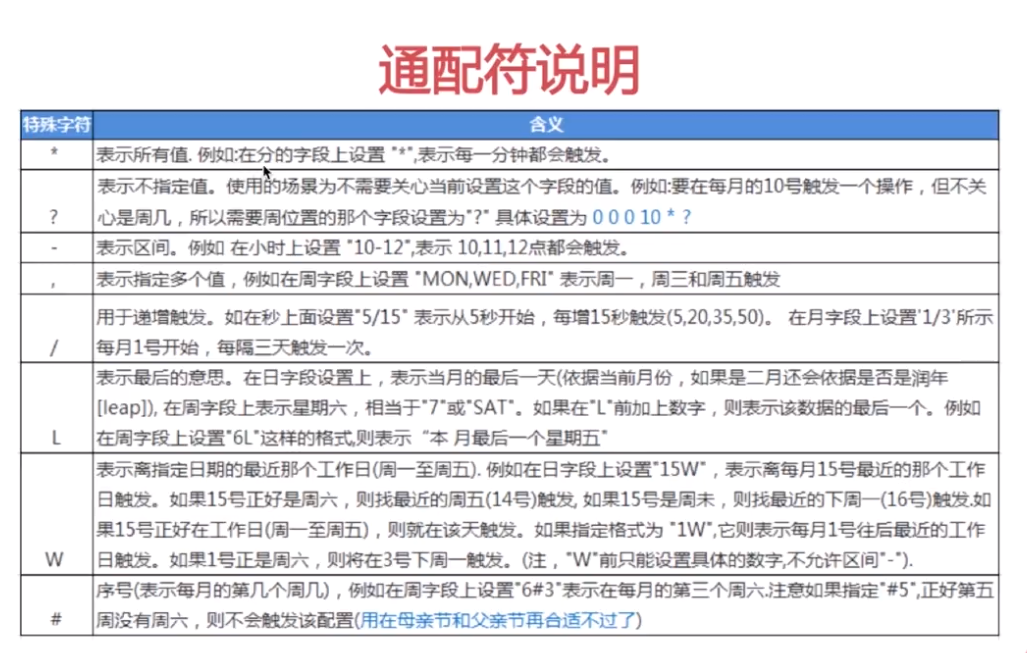 通配符说明
特殊字符 含义
* 表示所有值. 例如:在分的字段上设置 "*",表示每一分钟都会触发。
表示不指定值。使用的场景为不需要关心当前设置这个字段的值。例如:要在每月的10号触发一个操作，但不关
? 心是周几，所以需要周位置的那个字段设置为"?" 具体设置为 0 0 0 10 * ?
- 表示区间。例如 在小时上设置 "10-12",表示 10,11,12点都会触发。
, 表示指定多个值，例如在周字段上设置 "MON,WED,FRI" 表示周一，周三和周五触发
用于递增触发。如在秒上面设置"5/15" 表示从5秒开始，每增15秒触发(5,20,35,50)。 在月字段上设置'1/3'所示
/ 每月1号开始，每隔三天触发一次。
表示最后的意思。在日字段设置上，表示当月的最后一天(依据当前月份，如果是二月还会依据是否是润年
[leap]), 在周字段上表示星期六，相当于"7"或"SAT"。如果在"L"前加上数字，则表示该数据的最后一个。例如
L 在周字段上设置"6L"这样的格式,则表示“本 月最后一个星期五"
表示离指定日期的最近那个工作日(周一至周五). 例如在日字段上设置"15W"，表示离每月15号最近的那个工作
日触发。如果15号正好是周六，则找最近的周五(14号)触发, 如果15号是周未，则找最近的下周一(16号)触发.如
果15号正好在工作日(周一至周五)，则就在该天触发。如果指定格式为 "1W",它则表示每月1号往后最近的工作
W 日触发。如果1号正是周六，则将在3号下周一触发。(注，"W"前只能设置具体的数字,不允许区间"-").
序号(表示每月的第几个周几)，例如在周字段上设置"6#3"表示在每月的第三个周六.注意如果指定"#5",正好第五
# 周没有周六，则不会触发该配置(用在母亲节和父亲节再合适不过了)